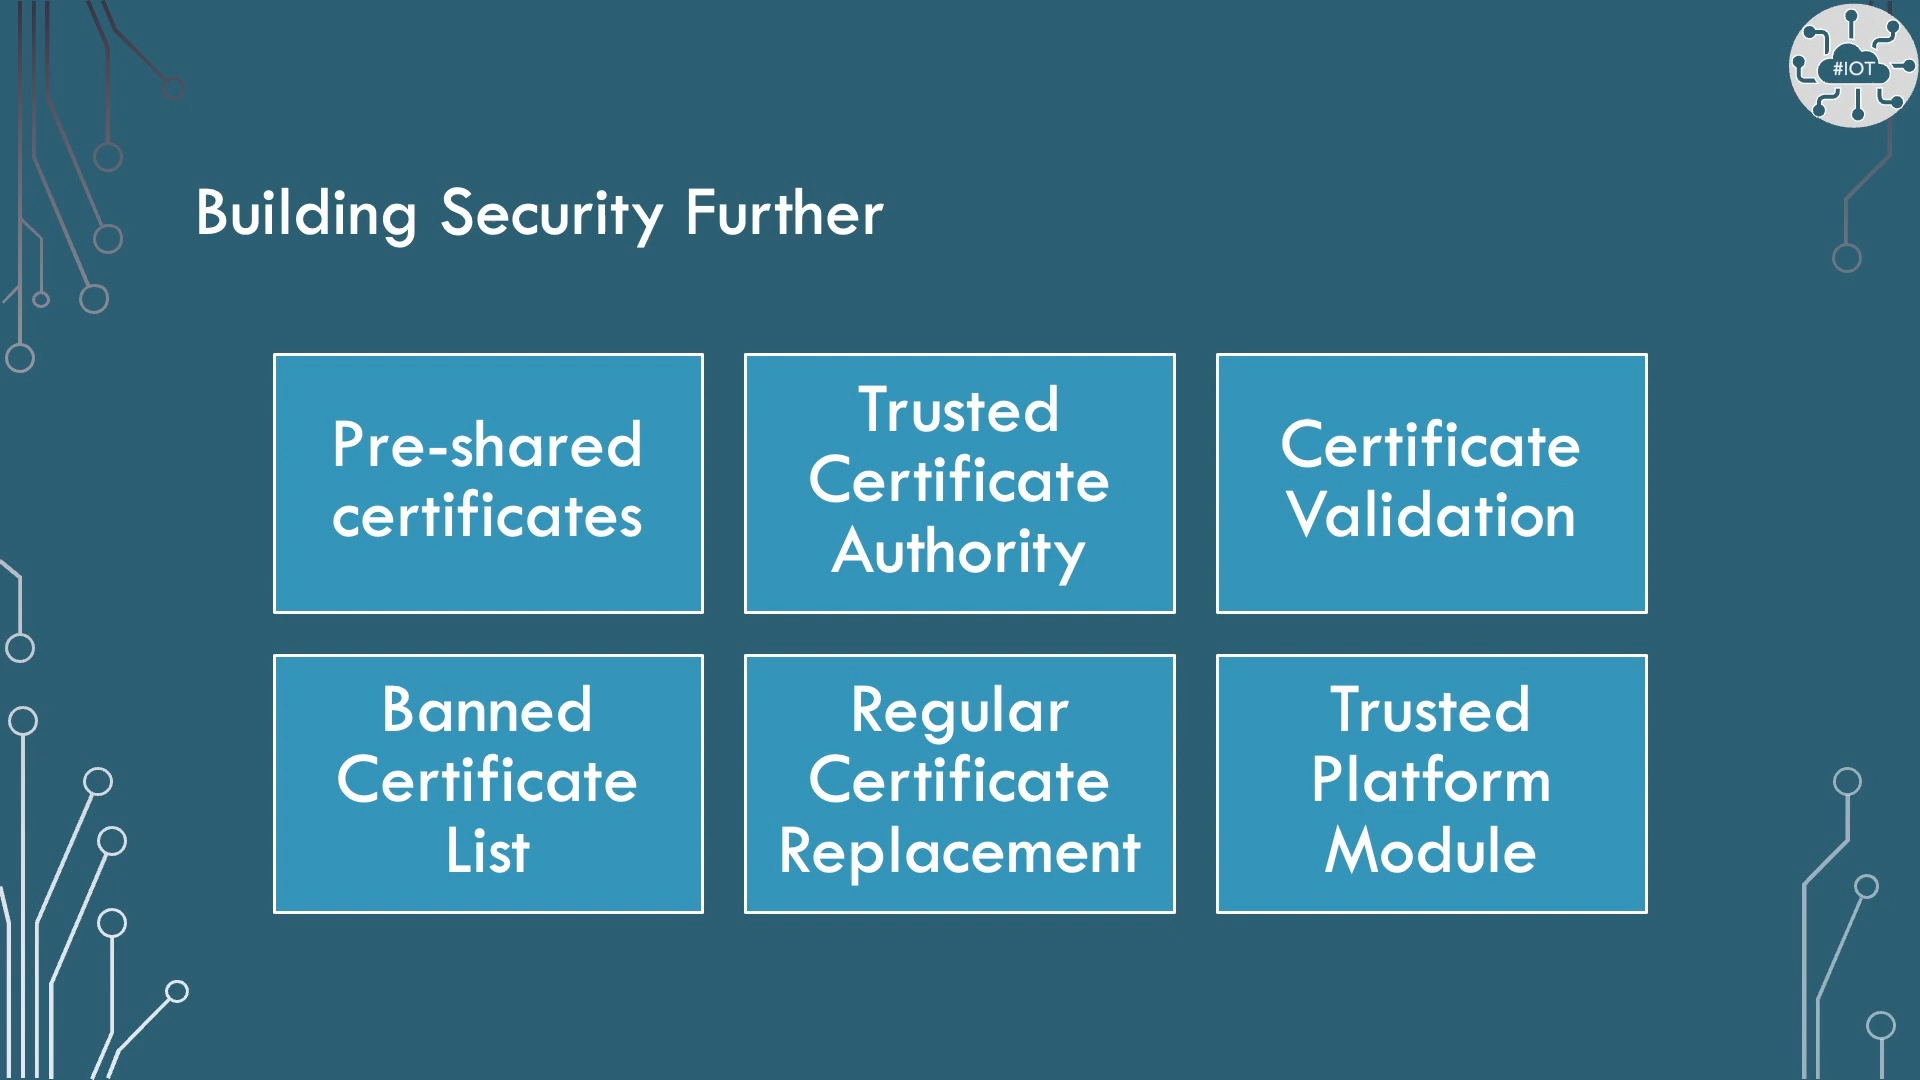 #IOT
Building Security Further
Pre-shared
certificates
Trusted
Certificate
Authority
Certificate
Validation
Banned
Certificate
List
Regular
Certificate
Replacement
Trusted
Platform
Module